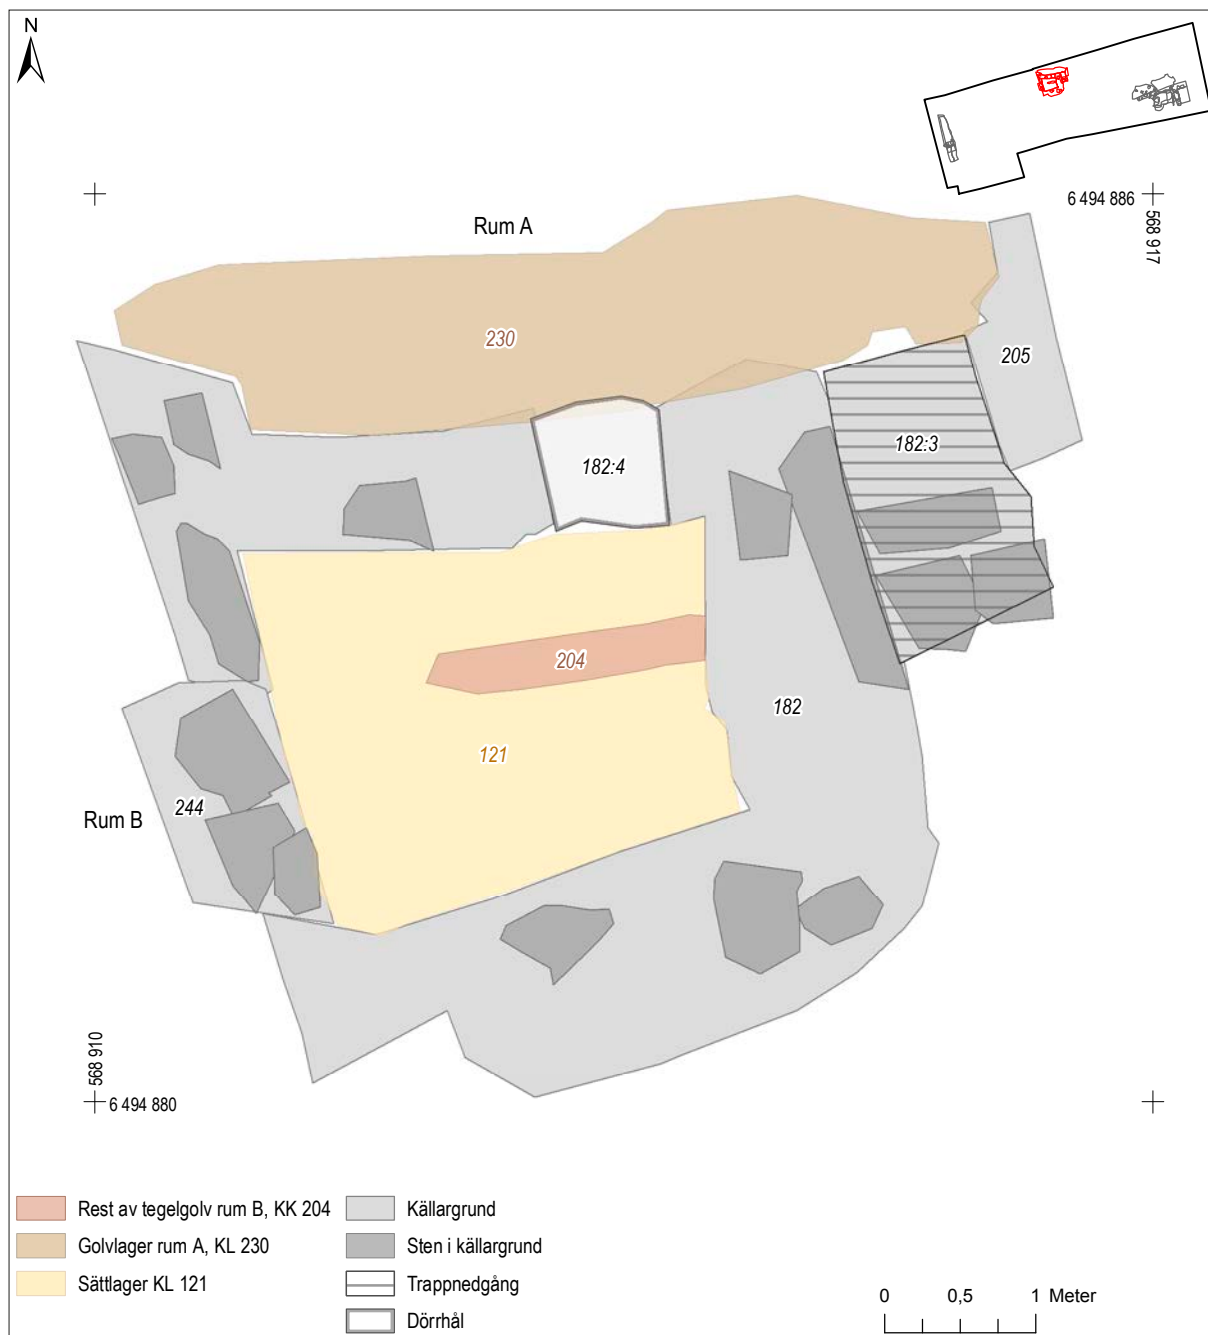 N
6 494 886
568 917
Rum A
230
205
182:4
182:3
204
182
121
244
Rum B
568 910
6 494 880
Rest av tegelgolv rum B, KK 204
Golvlager rum A, KL 230
Sättlager KL 121
Källargrund
Sten i källargrund
Trappnedgång
Dörrhål
0 0,5 1 Meter